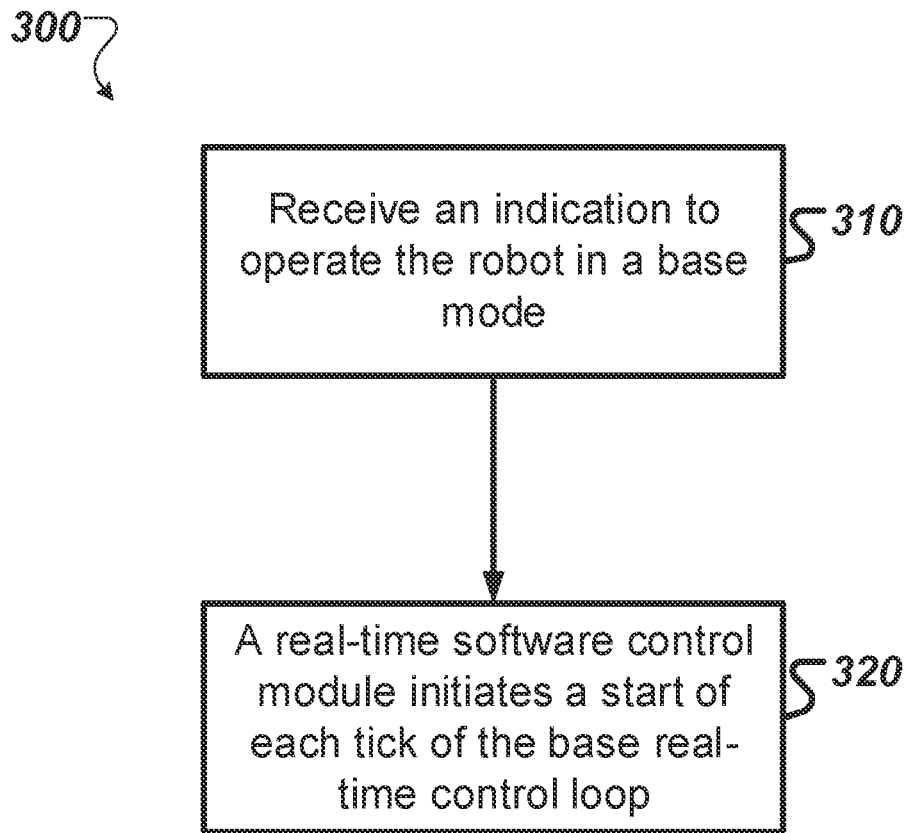 300
Receive an indication to
operate the robot in a base
mode
310
A real-time software control
module initiates a start of
each tick of the base real-
time control loop
320